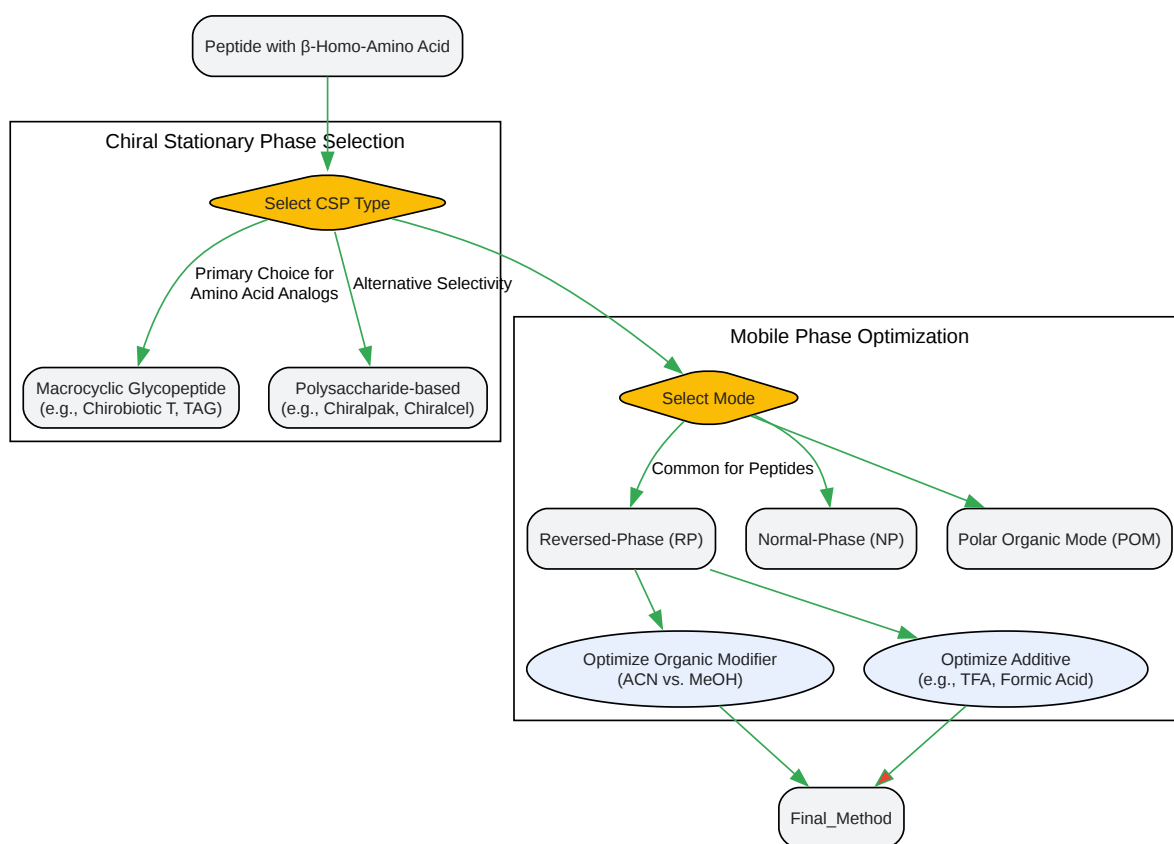 Peptide with β-Homo-Amino Acid
Chiral Stationary Phase Selection
Select CSP Type
Primary Choice for
Amino Acid Analogs
Alternative Selectivity
Macrocyclic Glycopeptide
(e.g., Chirobiotic T, TAG)
Polysaccharide-based
(e.g., Chiralpak, Chiralcel)
Mobile Phase Optimization
Select Mode
Common for Peptides
Reversed-Phase (RP)
Normal-Phase (NP)
Polar Organic Mode (POM)
Optimize Organic Modifier
(ACN vs. MeOH)
Optimize Additive
(e.g., TFA, Formic Acid)
Final_Method